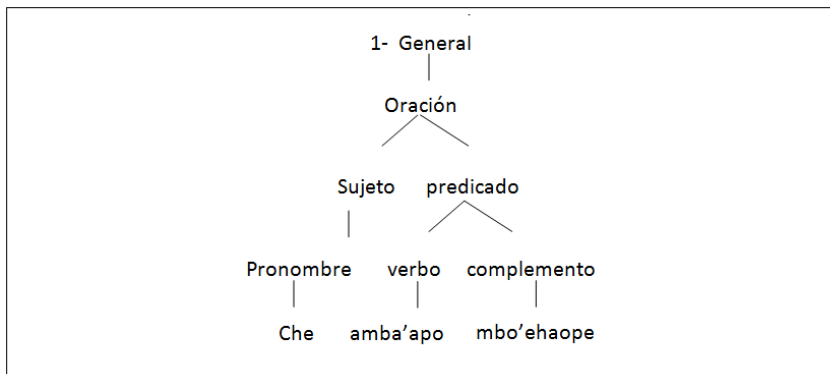 1- General
Oración
Sujeto predicado
Pronombre verbo complemento
Che amba’apo mbo’ehaope